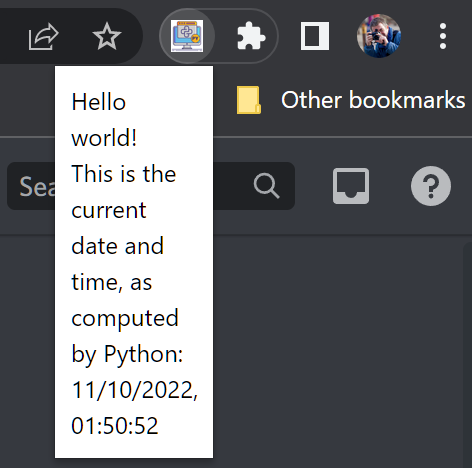 Other bookmarks
Sea
Hello
world!
This is the
current
date and
time, as
computed
by Python:
11/10/2022,
01:50:52